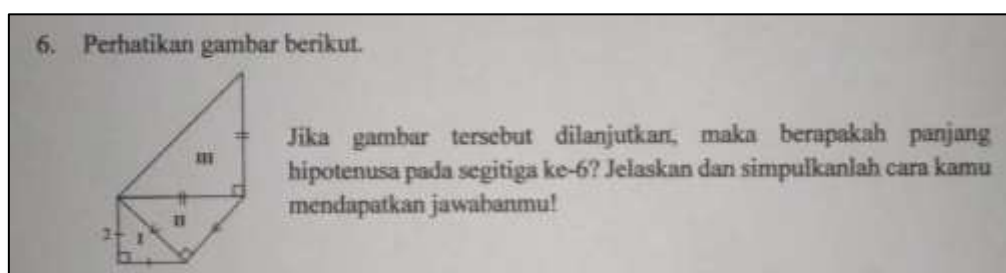 6. Perhatikan gambar berikut.
III
Jika gambar tersebut dilanjutkan, maka berapakah panjang
hipotenusa pada segitiga ke-6? Jelaskan dan simpulkanlah cara kamu
mendapatkan jawabanmu!
II
2
I